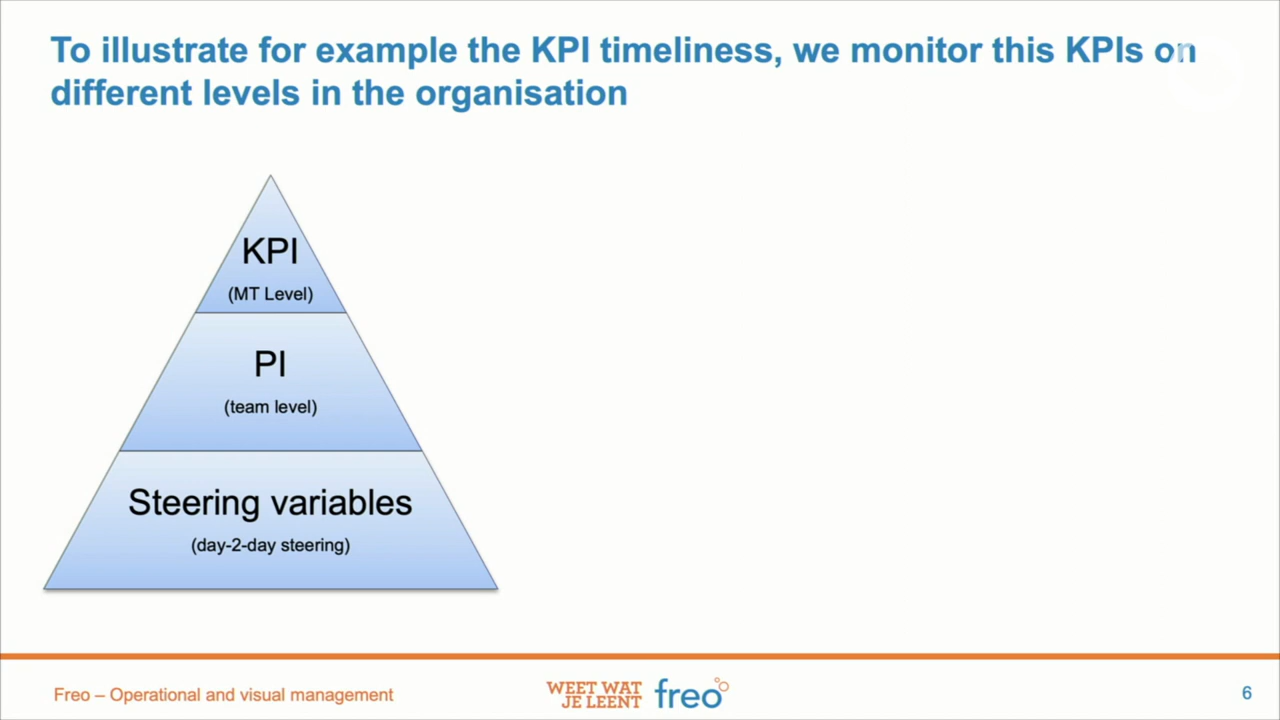 To illustrate for example the KPI timeliness, we monitor this KPIs on
different levels in the organisation
KPI
(MT Level)
PI
(team level)
Steering variables
(day-2-day steering)
Freo – Operational and visual management
WEET WAT
JE LEENT
freo
6